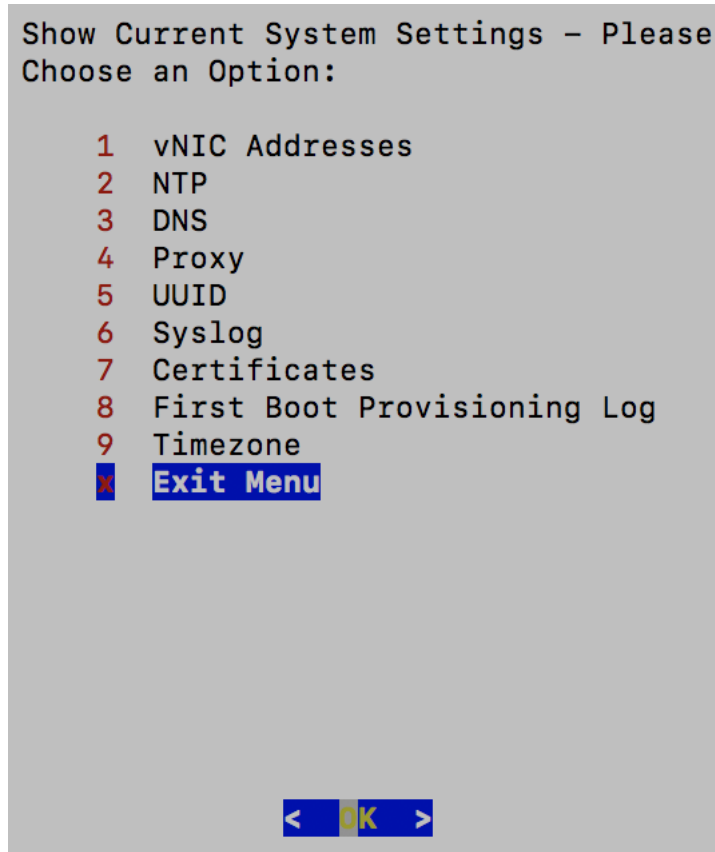 Show Current System Settings – Please
Choose an Option:
1 vNIC Addresses
2 NTP
3 DNS
4 Proxy
5 UUID
6 Syslog
7 Certificates
8 First Boot Provisioning Log
9 Timezone
x Exit Menu
< OK >